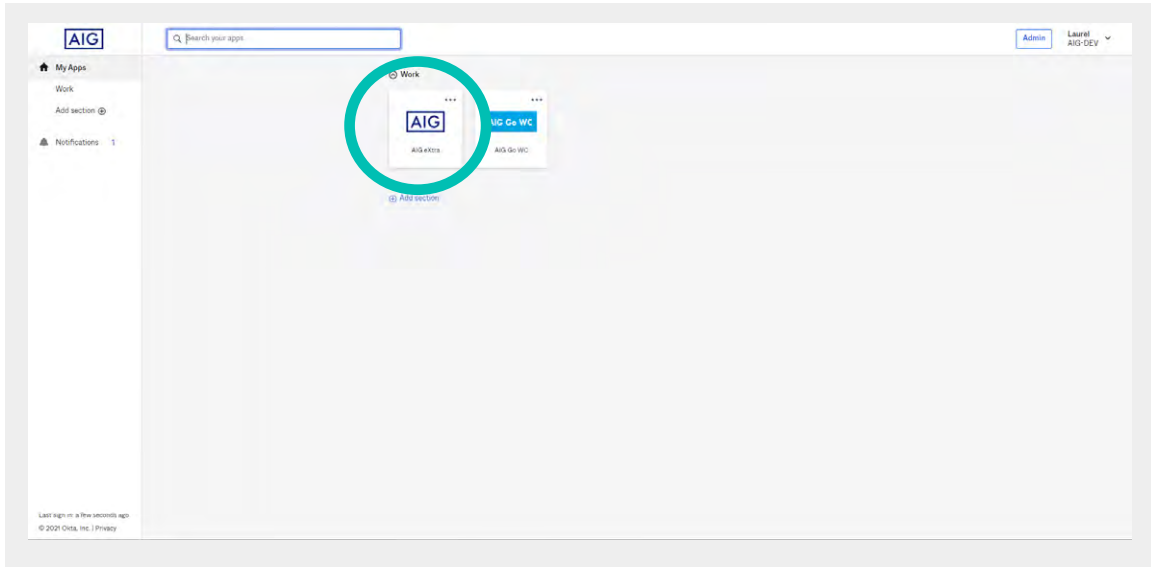 AIG
Search your apps
Admin
Laurel
AIG-DEV
My Apps
Work
Add section
Notifications 1
Work
AIG
AIG eXtra
AIG Go WC
AIG Go WC
Add section
Last sign in: a few seconds ago
© 2021 Okta, Inc. | Privacy